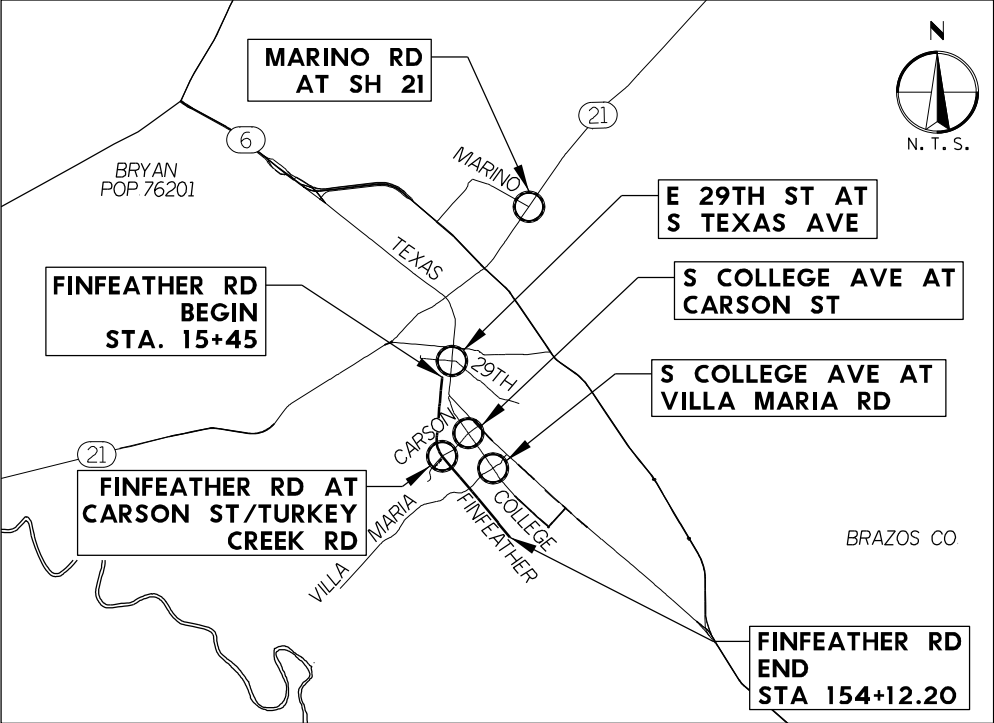 MARINO RD
AT SH 21
N
N. T. S.
21
6
BRYAN
POP 76201
MARINO
E 29TH ST AT
S TEXAS AVE
TEXAS
FINFEATHER RD
BEGIN
STA. 15+45
S COLLEGE AVE AT
CARSON ST
29TH
S COLLEGE AVE AT
VILLA MARIA RD
CARSON
21
FINFEATHER RD AT
CARSON ST/TURKEY
CREEK RD
VILLA MARIA
COLLEGE
FINFEATHER
BRAZOS CO
FINFEATHER RD
END
STA 154+12.20